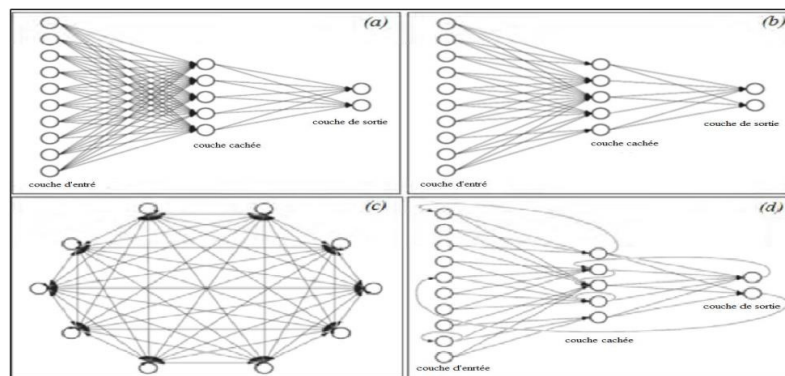 (a)
couche de sortie
couche cachée
couche d'entré
(b)
couche de sortie
couche cachée
couche d'entré
(c)
(d)
couche de sortie
couche cachée
couche d'enrtée